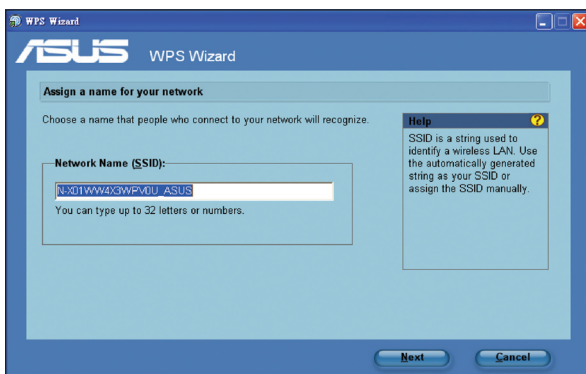 WPS Wizard
ASUS WPS Wizard
Assign a name for your network
Choose a name that people who connect to your network will recognize.
Network Name (SSID):
N-X01WW4X3WPV0U_ASUS
You can type up to 32 letters or numbers.
Help
SSID is a string used to
identify a wireless LAN. Use
the automatically generated
string as your SSID or
assign the SSID manually.
Next
Cancel